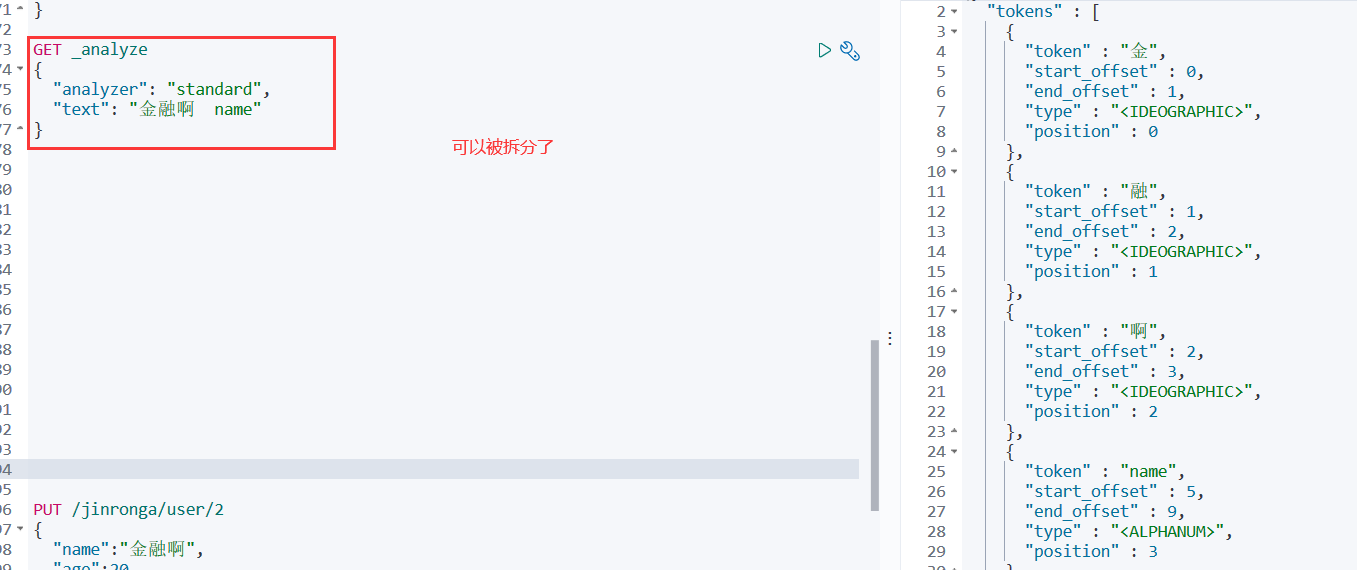 71 }
72
73 GET _analyze
74 {
75 "analyzer": "standard",
76 "text": "金融啊  name"
77 }
78
79
80
81
82
83
84
85
86
87
88
89
90
91
92
93
94
95
96 PUT /jinronga/user/2
97 {
98 "name":"金融啊",
99 "age":20
可以被拆分了
2 "tokens" : [
3 {
4 "token" : "金",
5 "start_offset" : 0,
6 "end_offset" : 1,
7 "type" : "<IDEOGRAPHIC>",
8 "position" : 0
9 },
10 {
11 "token" : "融",
12 "start_offset" : 1,
13 "end_offset" : 2,
14 "type" : "<IDEOGRAPHIC>",
15 "position" : 1
16 },
17 {
18 "token" : "啊",
19 "start_offset" : 2,
20 "end_offset" : 3,
21 "type" : "<IDEOGRAPHIC>",
22 "position" : 2
23 },
24 {
25 "token" : "name",
26 "start_offset" : 5,
27 "end_offset" : 9,
28 "type" : "<ALPHANUM>",
29 "position" : 3
30 }